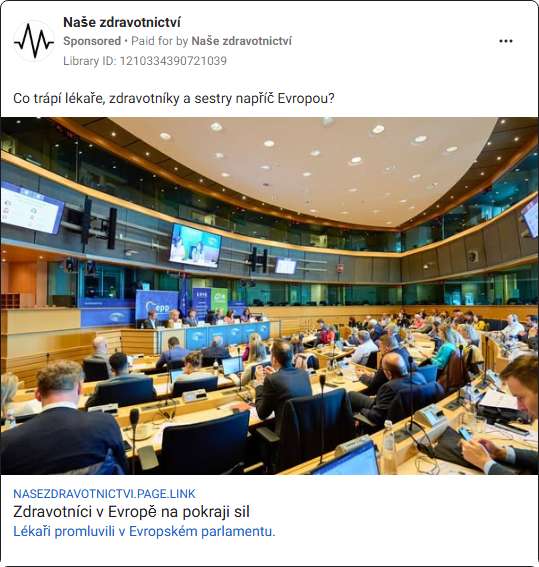 Naše zdravotnictví
Sponsored • Paid for by Naše zdravotnictví
Library ID: 1210334390721039
Co trápí lékaře, zdravotníky a sestry napříč Evropou?
epp
NASEZDRAVOTNICTVI.PAGE.LINK
Zdravotníci v Evropě na pokraji sil
Lékaři promluvili v Evropském parlamentu.